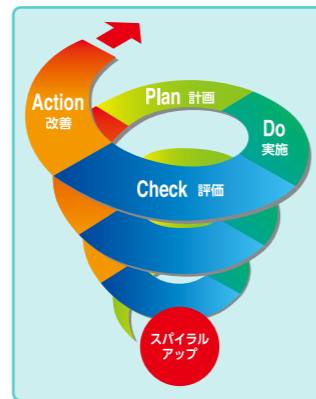 Action
改善
Plan 計画
Do
実施
Check 評価
スパイラル
アップ